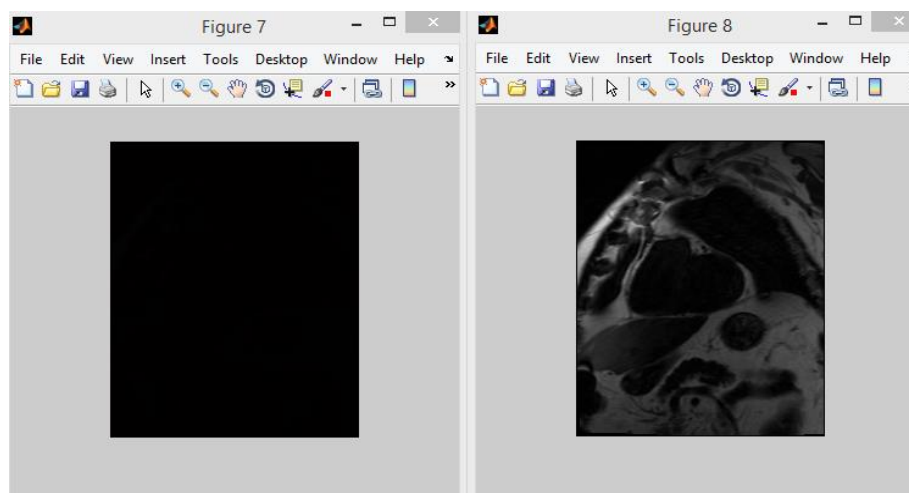 Figure 7
File Edit View Insert Tools Desktop Window Help
Figure 8
File Edit View Insert Tools Desktop Window Help